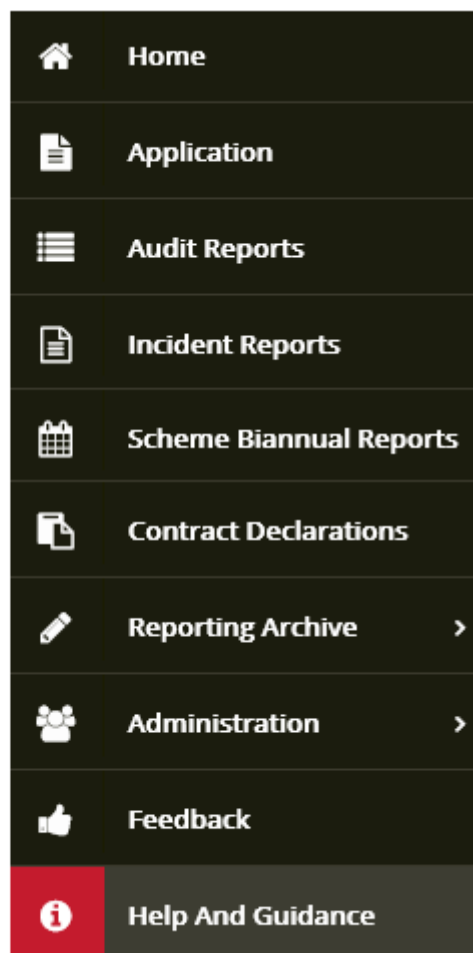 Home
Application
Audit Reports
Incident Reports
Scheme Biannual Reports
Contract Declarations
Reporting Archive
Administration
Feedback
Help And Guidance